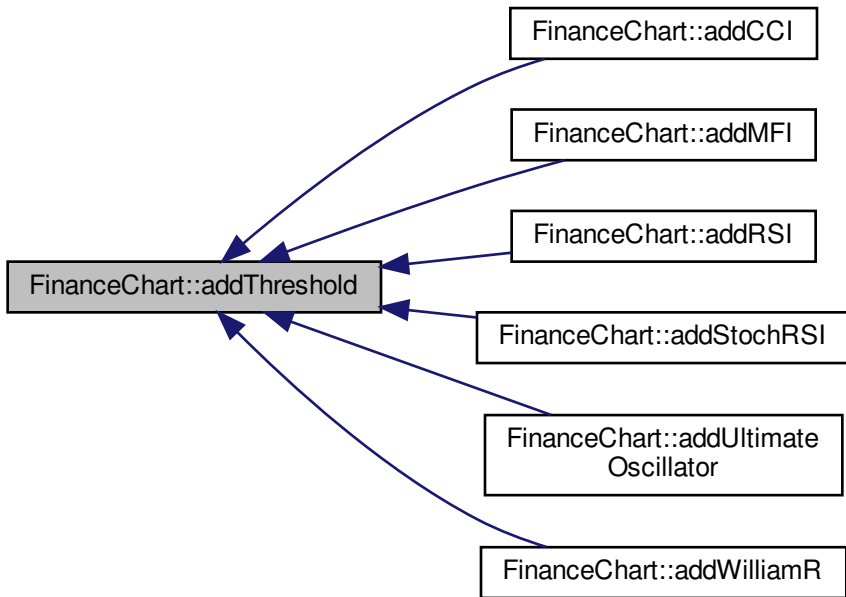 FinanceChart::addCCI
FinanceChart::addMFI
FinanceChart::addRSI
FinanceChart::addThreshold
FinanceChart::addStochRSI
FinanceChart::addUltimate
Oscillator
FinanceChart::addWilliamR